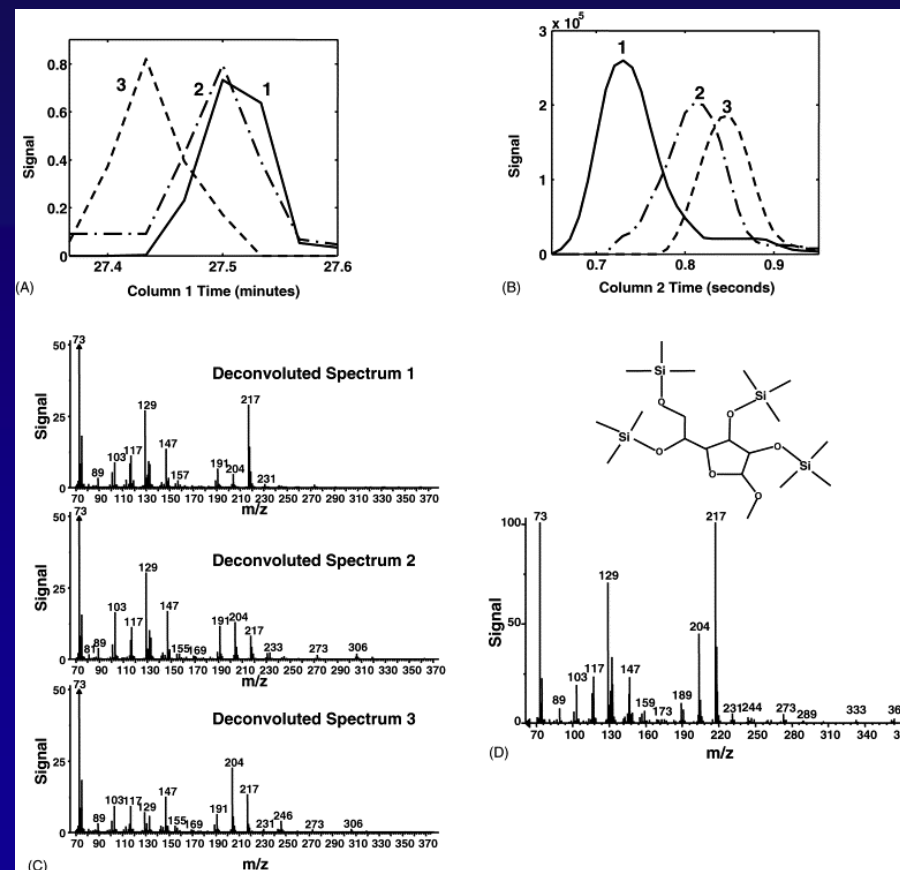 3
2
1
0.8
0.6
0.4
0.2
0
Signal
27.4
27.5
27.6
Column 1 Time (minutes)
(A)
3 x 10^5
2
1
0
Signal
1
2
3
0.7
0.8
0.9
Column 2 Time (seconds)
(B)
Deconvoluted Spectrum 1
50
25
0
Signal
73
89
103
117
129
147
157
191
204
217
231
70 90 110 130 150 170 190 210 230 250 270 290 310 330 350 370
m/z
Deconvoluted Spectrum 2
50
25
0
Signal
73
81
89
103
117
129
147
155
169
191
204
217
233
273
306
70 90 110 130 150 170 190 210 230 250 270 290 310 330 350 370
m/z
Deconvoluted Spectrum 3
50
25
0
Signal
73
89
103
117
129
147
155
169
191
204
217
231
246
273
306
70 90 110 130 150 170 190 210 230 250 270 290 310 330 350 370
m/z
(C)
Si
Si
Si
Si
O
O
O
O
O
O
100
50
0
Signal
73
89
103
117
129
147
159
173
189
204
217
231
244
273
289
333
36
70 100 130 160 190 220 250 280 310 340
m/z
(D)